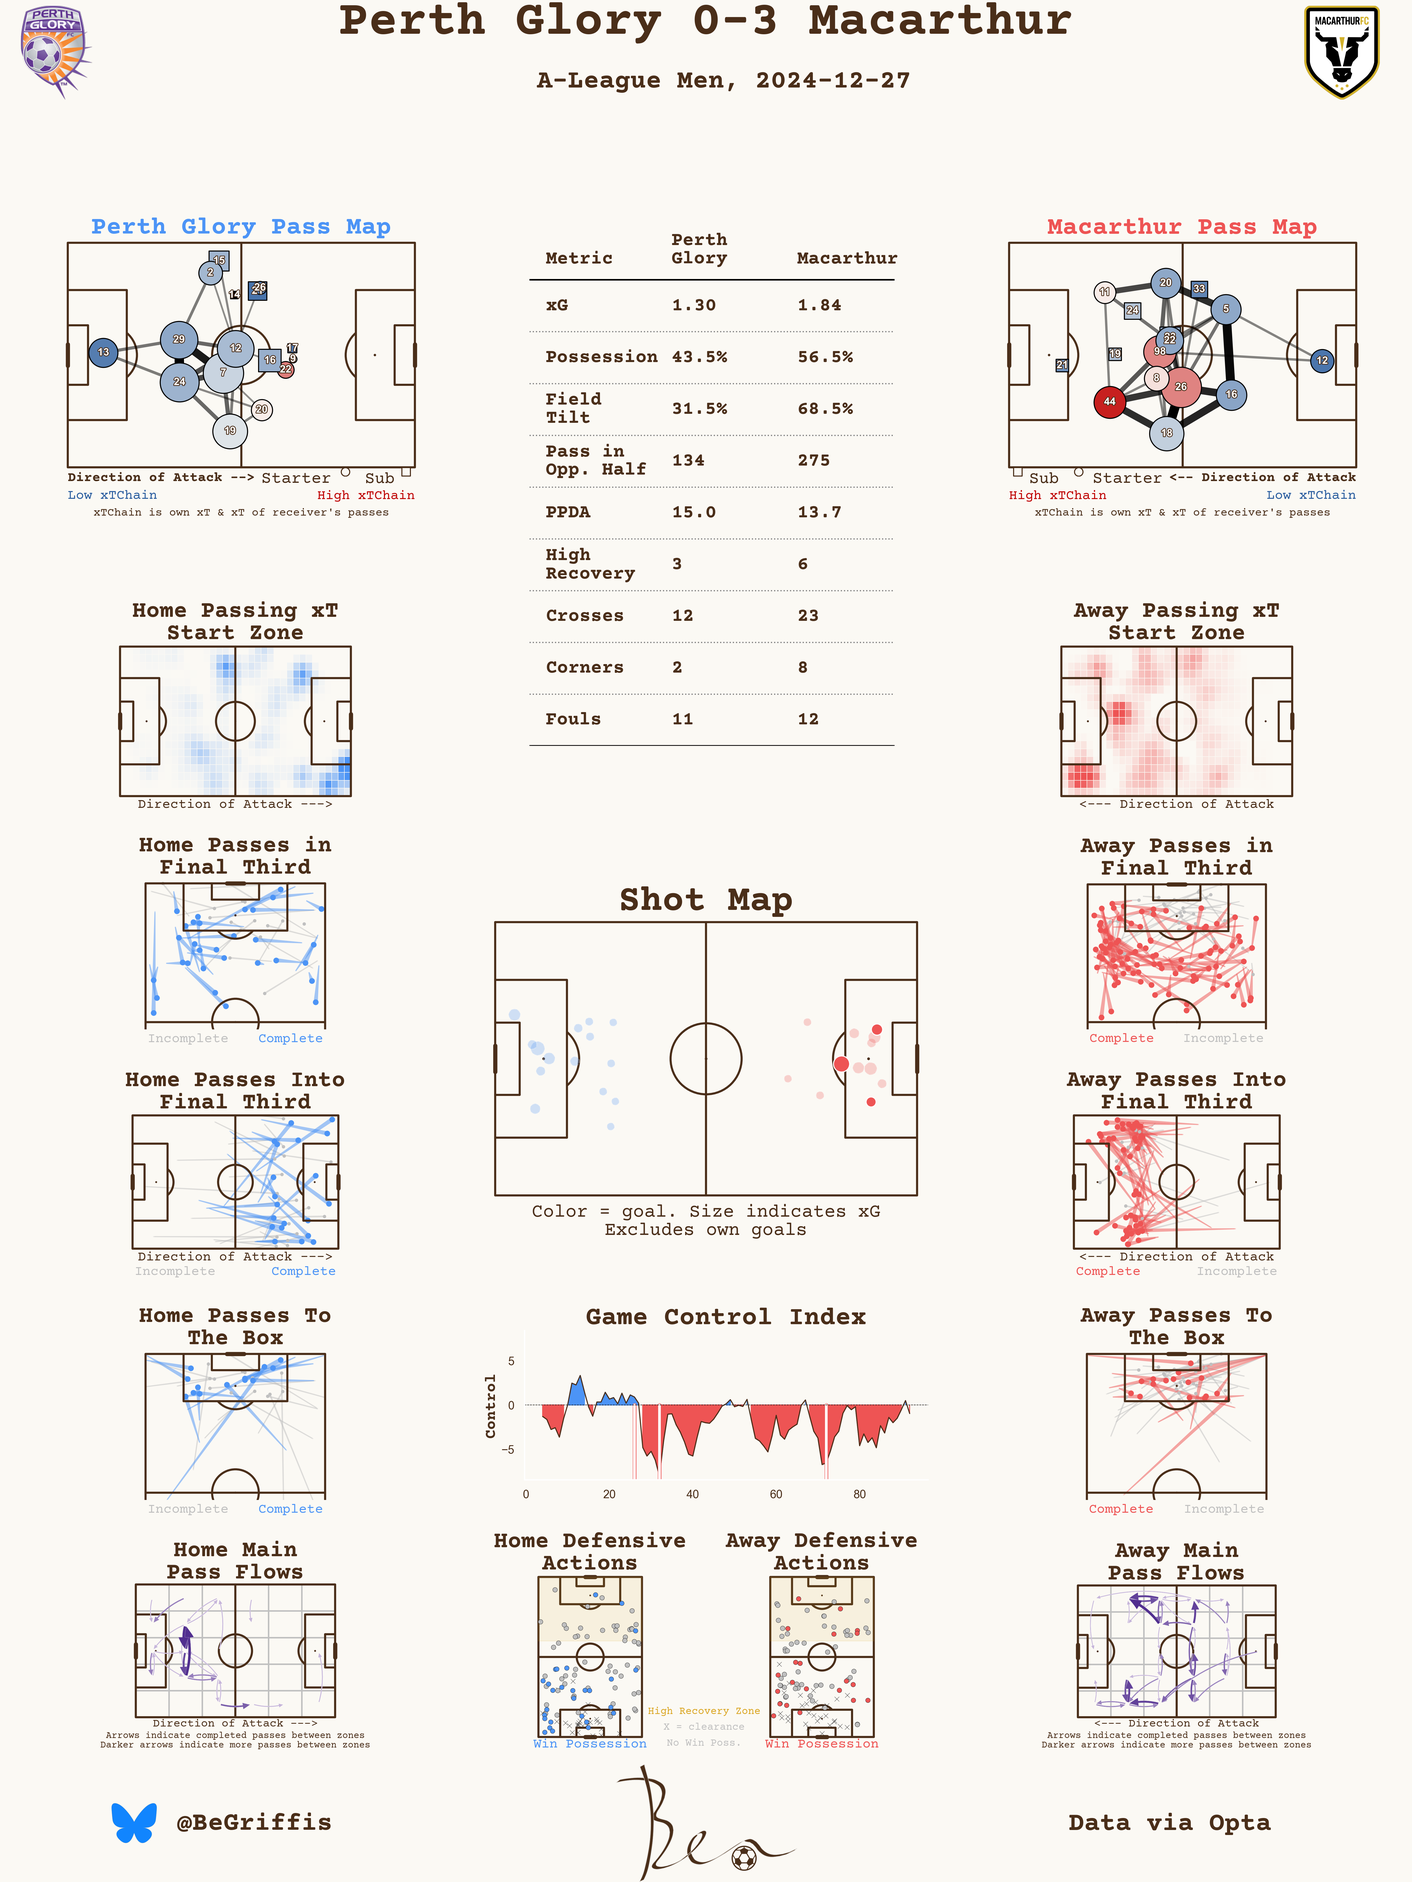 Perth Glory 0-3 Macarthur
A-League Men, 2024-12-27
PERTH
GLORY
MACARTHURFC
Perth Glory Pass Map
15
2
14
26
29
12
13
16
17
9
22
7
24
20
19
Direction of Attack --> Starter Sub
Low xTChain High xTChain
xTChain is own xT & xT of receiver's passes
Metric Perth Glory Macarthur
xG 1.30 1.84
Possession 43.5% 56.5%
Field Tilt 31.5% 68.5%
Pass in Opp. Half 134 275
PPDA 15.0 13.7
High Recovery 3 6
Crosses 12 23
Corners 2 8
Fouls 11 12
Macarthur Pass Map
11
20
33
24
5
22
98
19
21
12
8
26
44
16
18
Sub Starter <-- Direction of Attack
High xTChain Low xTChain
xTChain is own xT & xT of receiver's passes
Home Passing xT
Start Zone
Direction of Attack --->
Away Passing xT
Start Zone
<--- Direction of Attack
Home Passes in
Final Third
Incomplete Complete
Away Passes in
Final Third
Complete Incomplete
Shot Map
Color = goal. Size indicates xG
Excludes own goals
Home Passes Into
Final Third
Direction of Attack --->
Incomplete Complete
Away Passes Into
Final Third
<--- Direction of Attack
Complete Incomplete
Home Passes To
The Box
Incomplete Complete
Game Control Index
Control
5
0
−5
0 20 40 60 80
Away Passes To
The Box
Complete Incomplete
Home Main
Pass Flows
Direction of Attack --->
Arrows indicate completed passes between zones
Darker arrows indicate more passes between zones
Home Defensive
Actions
Win Possession
Away Defensive
Actions
Win Possession
High Recovery Zone
X = clearance
No Win Poss.
Away Main
Pass Flows
<--- Direction of Attack
Arrows indicate completed passes between zones
Darker arrows indicate more passes between zones
@BeGriffis
Ben
Data via Opta